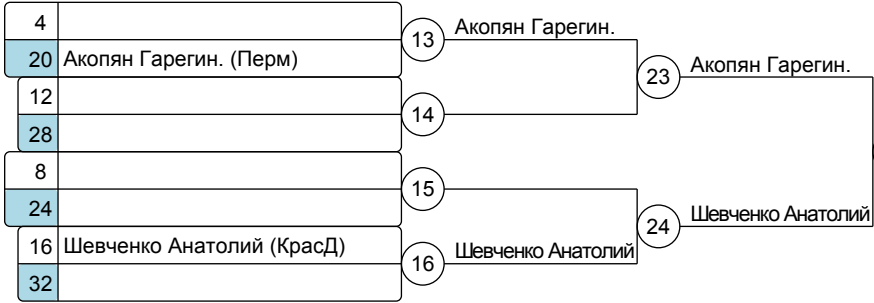 4
13
Акопян Гарегин.
20 Акопян Гарегин. (Перм)
23
Акопян Гарегин.
12
14
28
8
15
24
24
Шевченко Анатолий
16 Шевченко Анатолий (КрасД)
16
Шевченко Анатолий
32